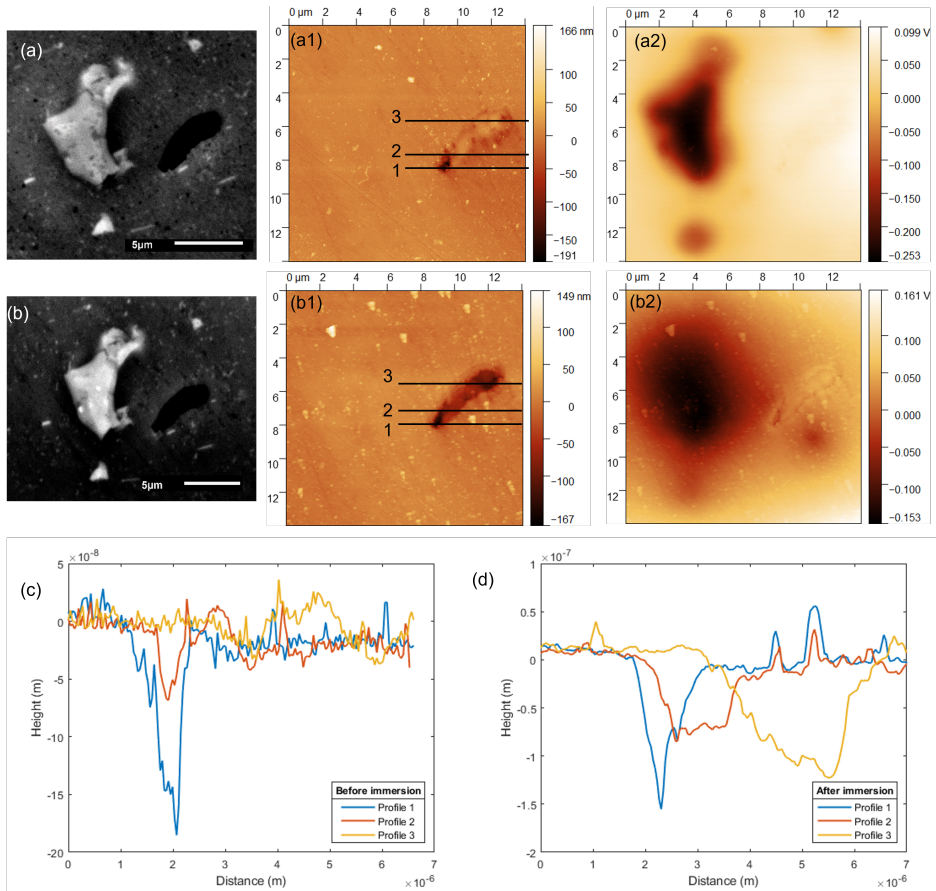 (a)
5μm
(a1)
0 μm 2 4 6 8 10 12
0
2
4
6
8
10
12
3
2
1
166 nm
100
50
0
−50
−100
−150
−191
(a2)
0 μm 2 4 6 8 10 12
0
2
4
6
8
10
12
0.099 V
0.050
0.000
−0.050
−0.100
−0.150
−0.200
−0.253
(b)
5μm
(b1)
0 μm 2 4 6 8 10 12
0
2
4
6
8
10
12
3
2
1
149 nm
100
50
0
−50
−100
−167
(b2)
0 μm 2 4 6 8 10 12
0
2
4
6
8
10
12
0.161 V
0.100
0.050
0.000
−0.050
−0.100
−0.153
(c)
× 10⁻⁸
5
0
-5
-10
-15
-20
Height (m)
0 1 2 3 4 5 6 7
Distance (m)
× 10⁻⁶
Before immersion
Profile 1
Profile 2
Profile 3
(d)
× 10⁻⁷
1
0.5
0
-0.5
-1
-1.5
-2
Height (m)
0 1 2 3 4 5 6 7
Distance (m)
× 10⁻⁶
After immersion
Profile 1
Profile 2
Profile 3